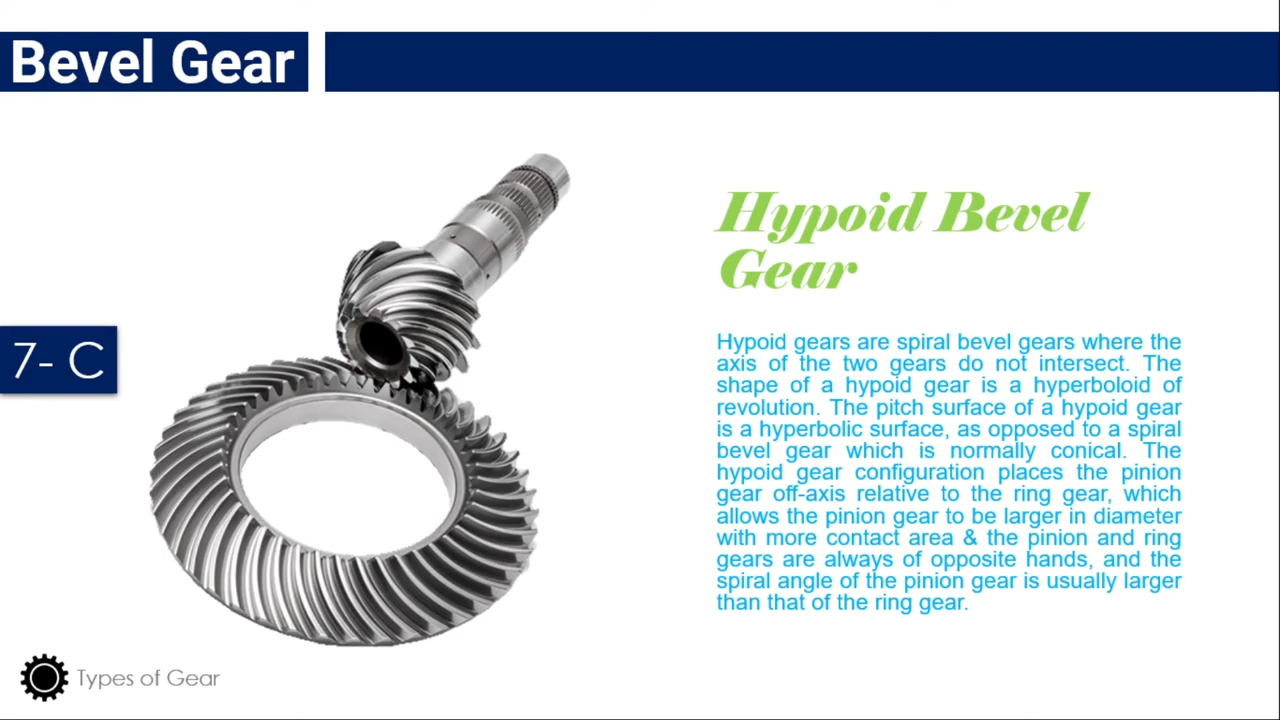 Bevel Gear
Hypoid Bevel
Gear
7- C
Hypoid gears are spiral bevel gears where the
axis of the two gears do not intersect. The
shape of a hypoid gear is a hyperboloid of
revolution. The pitch surface of a hypoid gear
is a hyperbolic surface, as opposed to a spiral
bevel gear which is normally conical. The
hypoid gear configuration places the pinion
gear off-axis relative to the ring gear, which
allows the pinion gear to be larger in diameter
with more contact area & the pinion and ring
gears are always of opposite hands, and the
spiral angle of the pinion gear is usually larger
than that of the ring gear.
Types of Gear